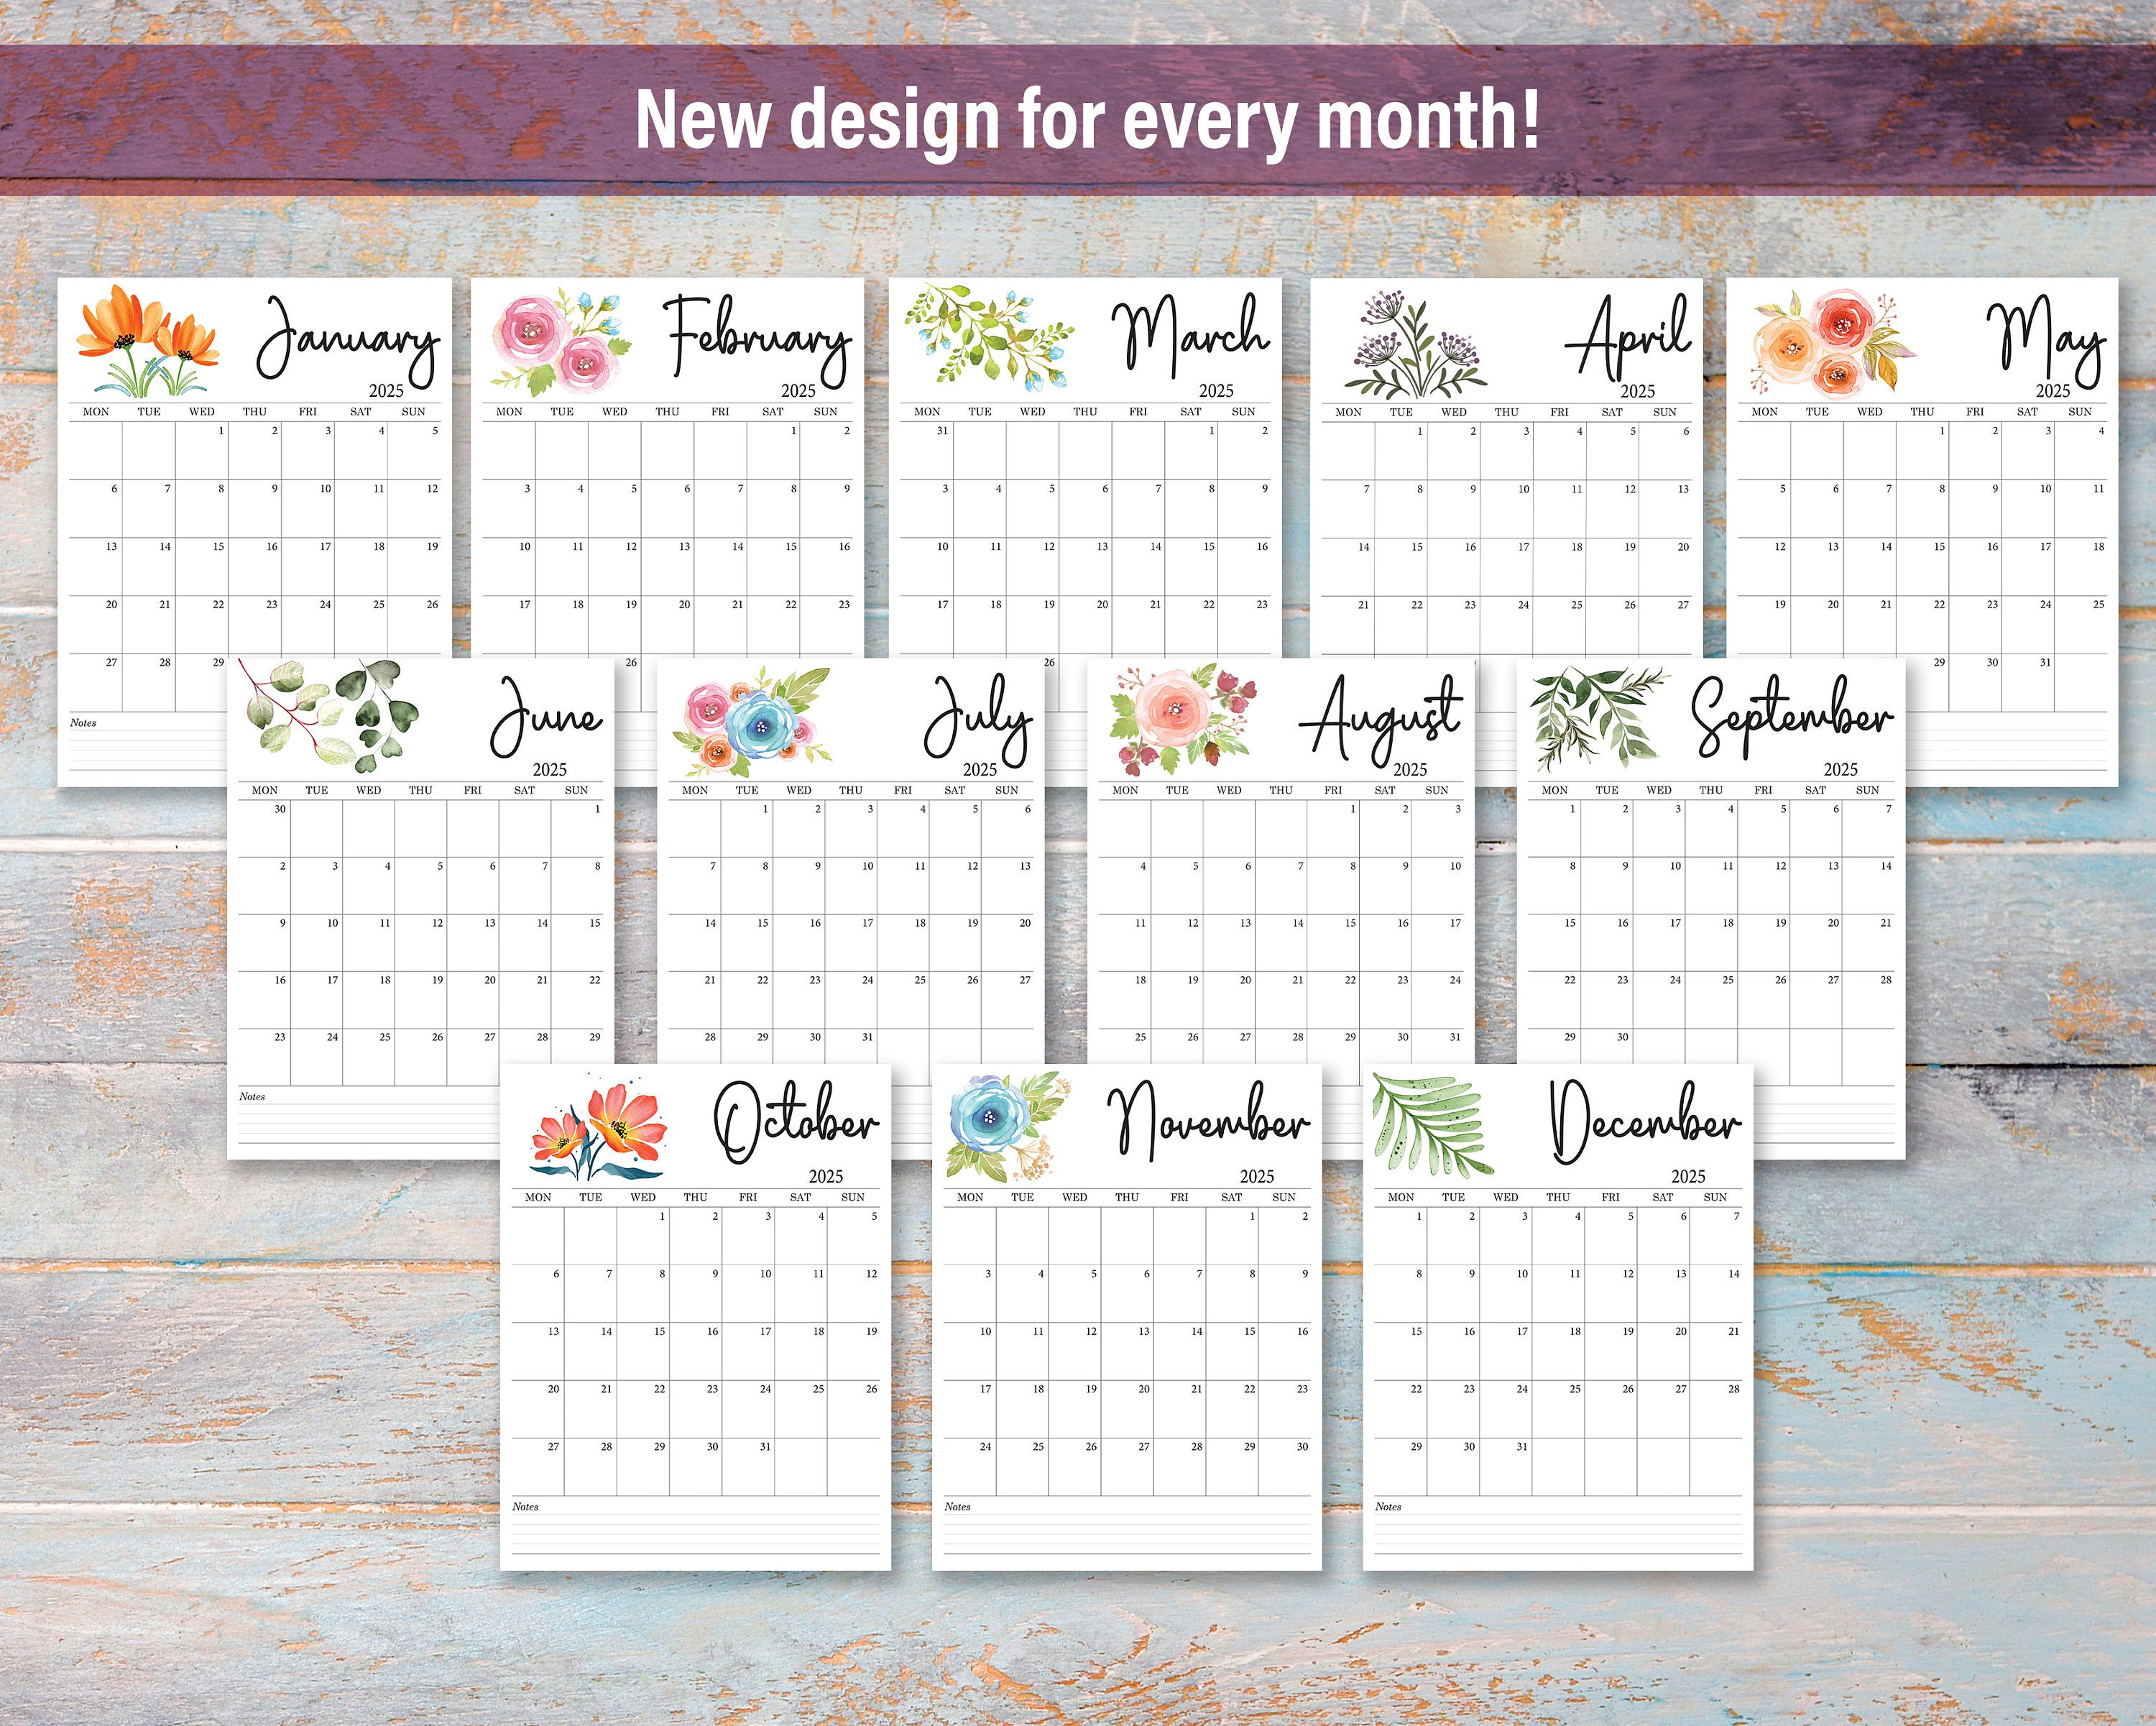 New design for every month!
January
2025
MON TUE WED THU FRI SAT SUN
1 2 3 4 5
6 7 8 9 10 11 12
13 14 15 16 17 18 19
20 21 22 23 24 25 26
27 28 29
Notes
February
2025
MON TUE WED THU FRI SAT SUN
1 2
3 4 5 6 7 8 9
10 11 12 13 14 15 16
17 18 19 20 21 22 23
26
March
2025
MON TUE WED THU FRI SAT SUN
31 1 2
3 4 5 6 7 8 9
10 11 12 13 14 15 16
17 18 19 20 21 22 23
26
April
2025
MON TUE WED THU FRI SAT SUN
1 2 3 4 5 6
7 8 9 10 11 12 13
14 15 16 17 18 19 20
21 22 23 24 25 26 27
May
2025
MON TUE WED THU FRI SAT SUN
1 2 3 4
5 6 7 8 9 10 11
12 13 14 15 16 17 18
19 20 21 22 23 24 25
29 30 31
June
2025
MON TUE WED THU FRI SAT SUN
30 1
2 3 4 5 6 7 8
9 10 11 12 13 14 15
16 17 18 19 20 21 22
23 24 25 26 27 28 29
Notes
July
2025
MON TUE WED THU FRI SAT SUN
1 2 3 4 5 6
7 8 9 10 11 12 13
14 15 16 17 18 19 20
21 22 23 24 25 26 27
28 29 30 31
August
2025
MON TUE WED THU FRI SAT SUN
1 2 3
4 5 6 7 8 9 10
11 12 13 14 15 16 17
18 19 20 21 22 23 24
25 26 27 28 29 30 31
September
2025
MON TUE WED THU FRI SAT SUN
1 2 3 4 5 6 7
8 9 10 11 12 13 14
15 16 17 18 19 20 21
22 23 24 25 26 27 28
29 30
October
2025
MON TUE WED THU FRI SAT SUN
1 2 3 4 5
6 7 8 9 10 11 12
13 14 15 16 17 18 19
20 21 22 23 24 25 26
27 28 29 30 31
Notes
November
2025
MON TUE WED THU FRI SAT SUN
1 2
3 4 5 6 7 8 9
10 11 12 13 14 15 16
17 18 19 20 21 22 23
24 25 26 27 28 29 30
Notes
December
2025
MON TUE WED THU FRI SAT SUN
1 2 3 4 5 6 7
8 9 10 11 12 13 14
15 16 17 18 19 20 21
22 23 24 25 26 27 28
29 30 31
Notes